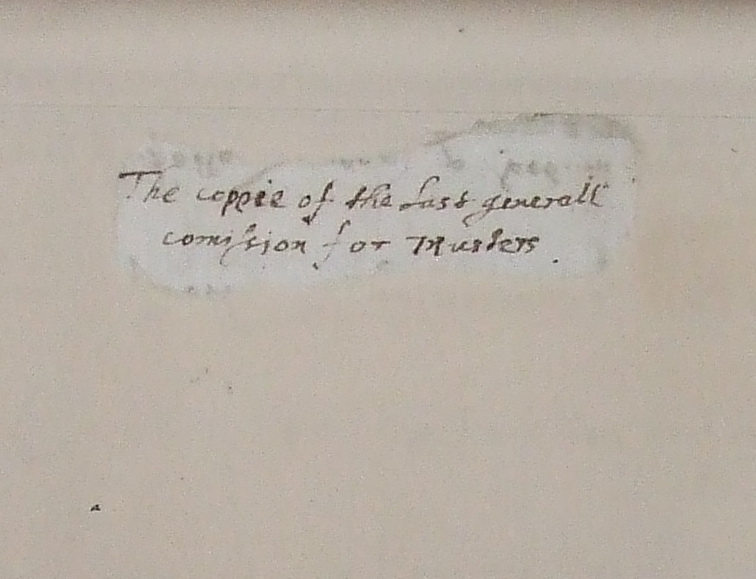 The coppie of the last generall
comission for Musters.